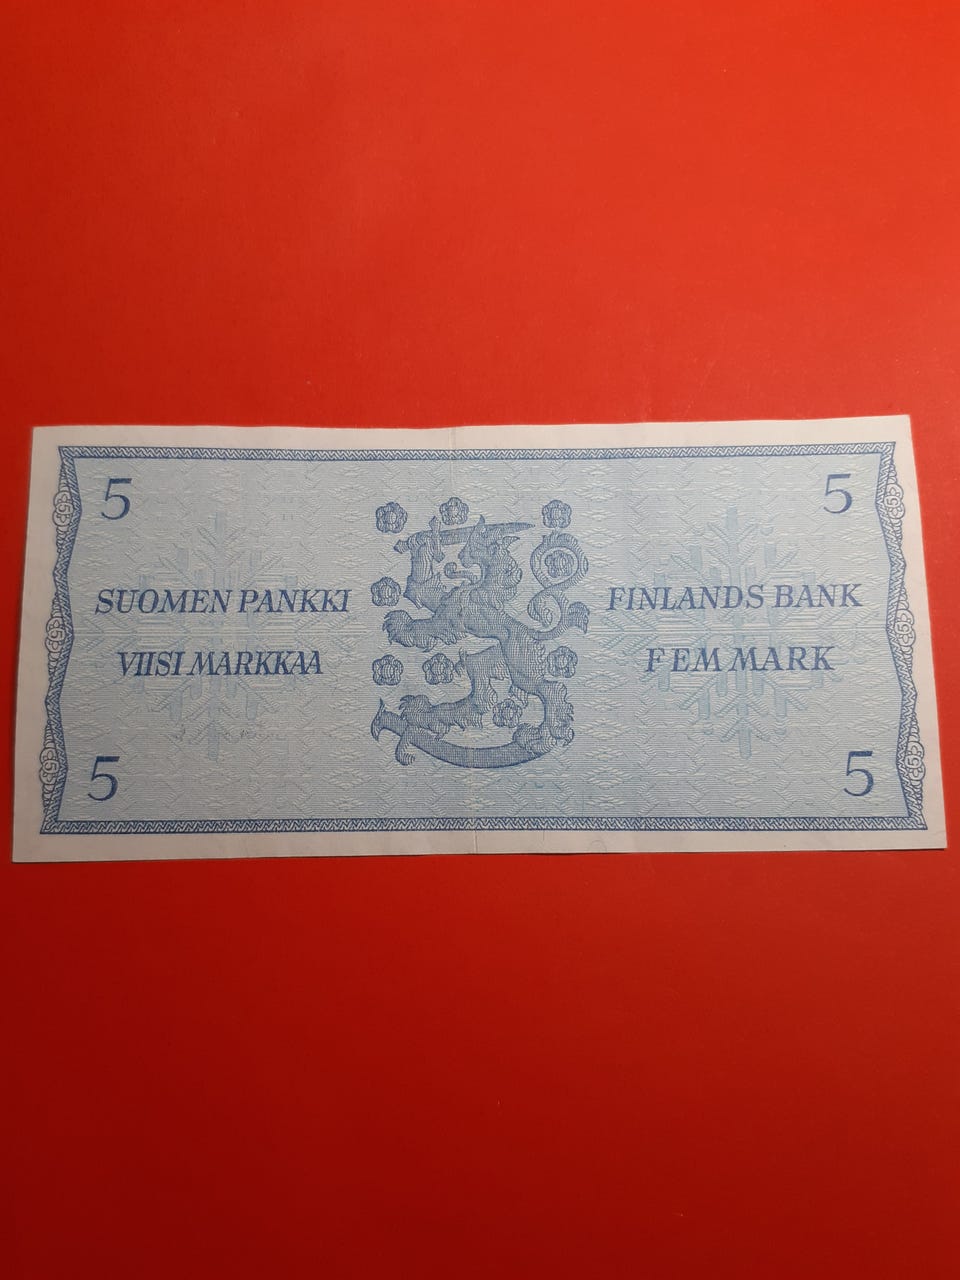 5 5
SUOMEN PANKKI FINLANDS BANK
VIISI MARKKAA FEM MARK
5 5